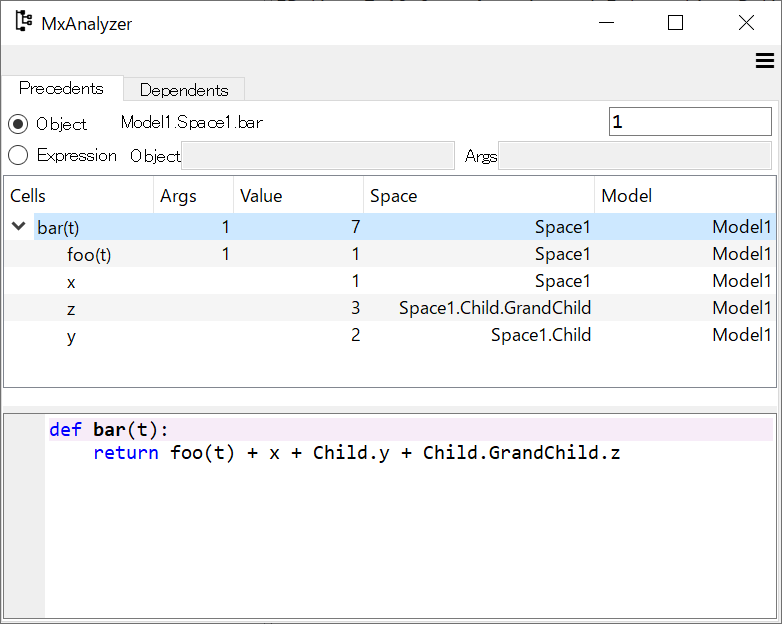 MxAnalyzer
Precedents Dependents
Object Model1.Space1.bar 1
Expression Object Args
Cells Args Value Space Model
bar(t) 1 7 Space1 Model1
foo(t) 1 1 Space1 Model1
x 1 Space1 Model1
z 3 Space1.Child.GrandChild Model1
y 2 Space1.Child Model1
def bar(t):
return foo(t) + x + Child.y + Child.GrandChild.z